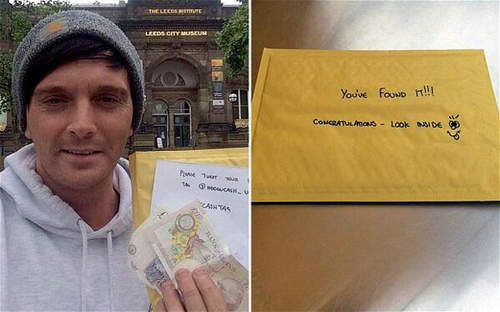 THE LEEDS INSTITUTE
LEEDS CITY MUSEUM
PLEASE TWEET YOUR
CASHTAG
YOU'VE FOUND IT!!!
CONGRATULATIONS - LOOK INSIDE